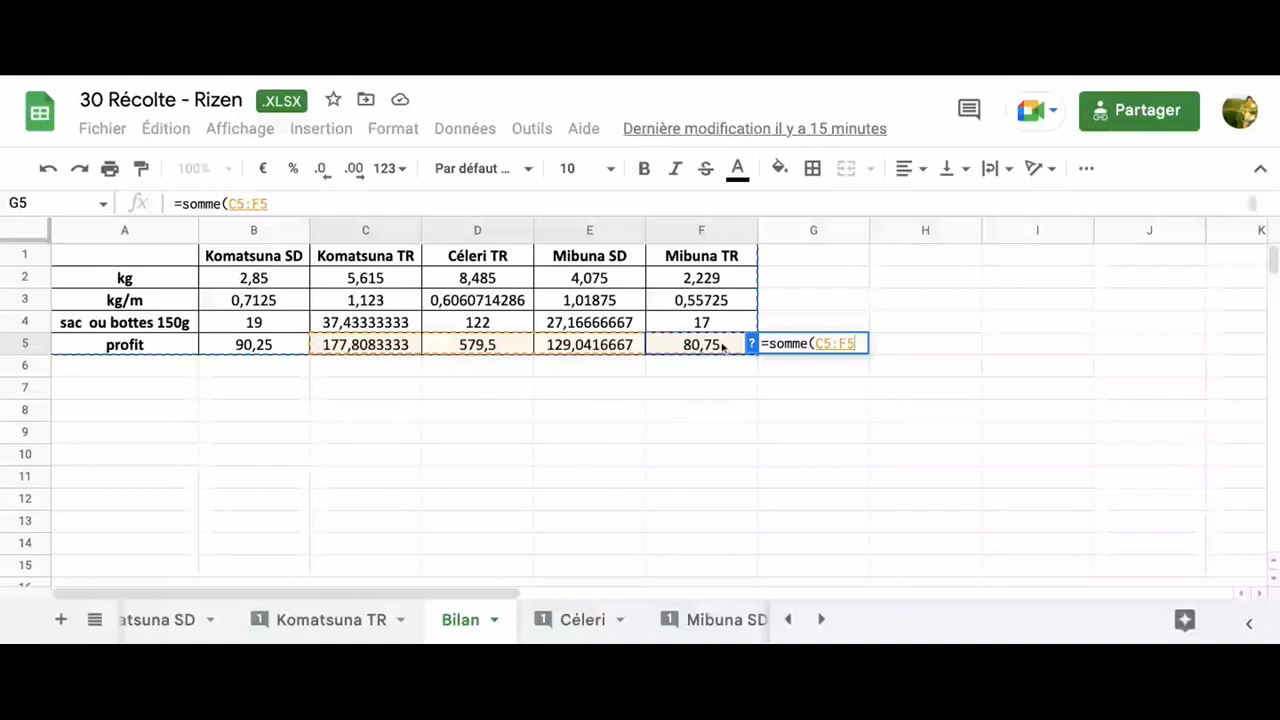 30 Récolte - Rizen .XLSX
Partager
Fichier Édition Affichage Insertion Format Données Outils Aide Dernière modification il y a 15 minutes
100% € % .0 .00 123 Par défaut ... 10 B I S A
G5 fx =somme(C5:F5
A B C D E F G H I J K
1 Komatsuna SD Komatsuna TR Céleri TR Mibuna SD Mibuna TR
2 kg 2,85 5,615 8,485 4,075 2,229
3 kg/m 0,7125 1,123 0,6060714286 1,01875 0,55725
4 sac ou bottes 150g 19 37,43333333 122 27,16666667 17
5 profit 90,25 177,8083333 579,5 129,0416667 80,75 ? =somme(C5:F5
6
7
8
9
10
11
12
13
14
15
atsuna SD 1 Komatsuna TR Bilan 1 Céleri 1 Mibuna SD